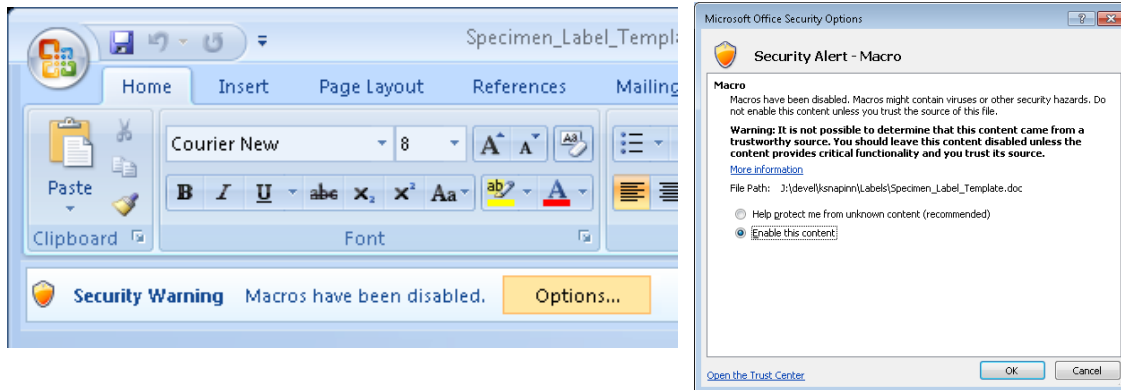 Specimen_Label_Templa
Home Insert Page Layout References Mailing
Courier New 8 A A Aa
Paste B I U abe X₂ X² Aa ab A
Clipboard Font
Security Warning Macros have been disabled. Options...
Microsoft Office Security Options
Security Alert - Macro
Macro
Macros have been disabled. Macros might contain viruses or other security hazards. Do
not enable this content unless you trust the source of this file.
Warning: It is not possible to determine that this content came from a
trustworthy source. You should leave this content disabled unless the
content provides critical functionality and you trust its source.
More information
File Path: J:\devel\ksnapinn\Labels\Specimen_Label_Template.doc
Help protect me from unknown content (recommended)
Enable this content
Open the Trust Center OK Cancel